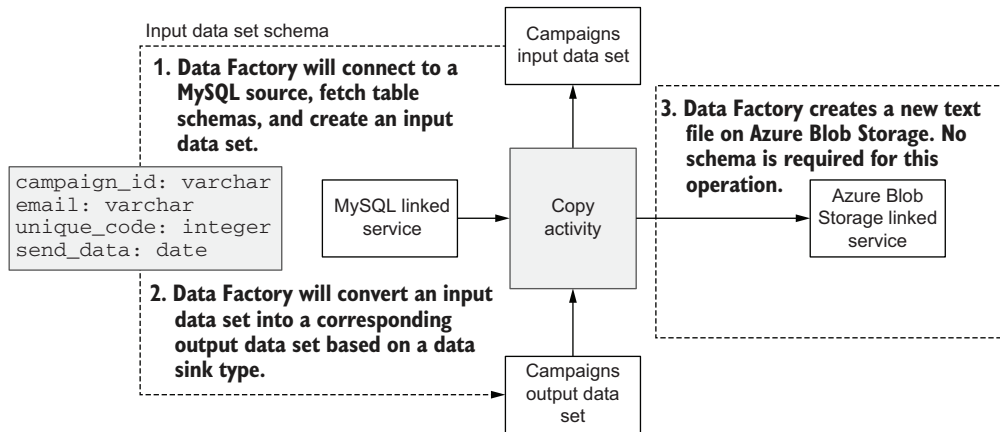 Input data set schema
Campaigns
input data set
1. Data Factory will connect to a
MySQL source, fetch table
schemas, and create an input
data set.
3. Data Factory creates a new text
file on Azure Blob Storage. No
schema is required for this
operation.
campaign_id: varchar
email: varchar
unique_code: integer
send_data: date
MySQL linked
service
Copy
activity
Azure Blob
Storage linked
service
2. Data Factory will convert an input
data set into a corresponding
output data set based on a data
sink type.
Campaigns
output data
set